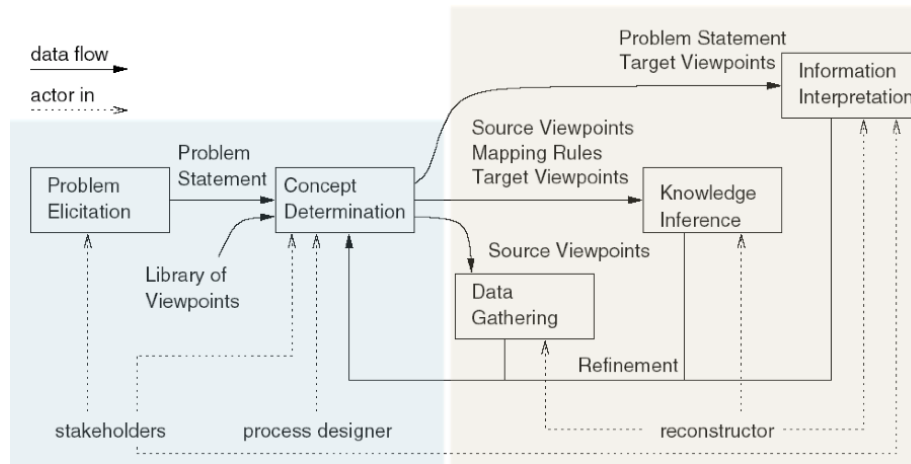 data flow
actor in
Problem Statement
Target Viewpoints
Information
Interpretation
Problem
Statement
Source Viewpoints
Mapping Rules
Target Viewpoints
Problem
Elicitation
Concept
Determination
Knowledge
Inference
Library of
Viewpoints
Source Viewpoints
Data
Gathering
Refinement
stakeholders
process designer
reconstructor